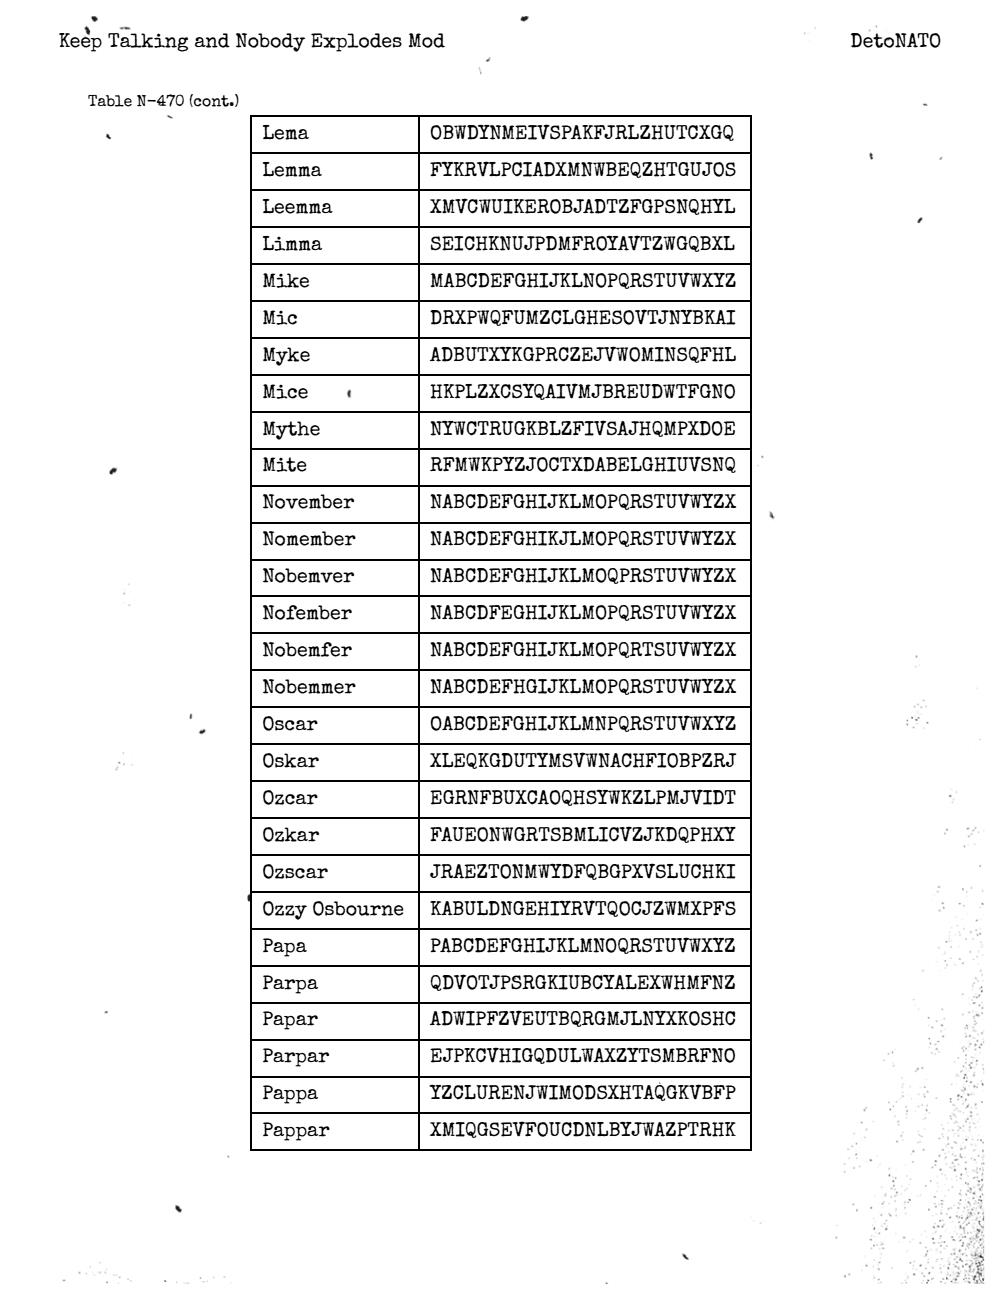 Keep Talking and Nobody Explodes Mod DetoNATO
Table N-470 (cont.)
Lema OBWDYNMEIVSPAKFJRLZHUTCXGQ
Lemma FYKRVLPCIADXMNWBEQZHTGUJOS
Leemma XMVCWUIKEROBJADTZFGPSNQHYL
Limma SEICHKNUJPDMFROYAVTZWGQBXL
Mike MABCDEFGHIJKLNOPQRSTUVWXYZ
Mic DRXPWQFUMZCLGHESOVTJNYBKAI
Myke ADBUTXYKGPRCZEJVWOMINSQFHL
Mice HKPLZXCSYQAIVMJBREUDWTFGNO
Mythe NYWCTRUGKBLZFIVSAJHQMPXDOE
Mite RFMWKPYZJOCTXDABELGHIUVSNQ
November NABCDEFGHIJKLMOPQRSTUVWYZX
Nomember NABCDEFGHIKJLMOPQRSTUVWYZX
Nobemver NABCDEFGHIJKLMOQPRSTUVWYZX
Nofember NABCDFEGHIJKLMOPQRSTUVWYZX
Nobemfer NABCDEFGHIJKLMOPQRTSUVWYZX
Nobemmer NABCDEFHGIJKLMOPQRSTUVWYZX
Oscar OABCDEFGHIJKLMNPQRSTUVWXYZ
Oskar XLEQKGDUTYMSVWNACHFIOBPZRJ
Ozcar EGRNFBUXCAOQHSYWKZLPMJVIDT
Ozkar FAUEONWGRTSBMLICVZJKDQPHXY
Ozscar JRAEZTONMWYDFQBGPXVSLUCHKI
Ozzy Osbourne KABULDNGEHIYRVTQOCJZWMXPFS
Papa PABCDEFGHIJKLMNOQRSTUVWXYZ
Parpa QDVOTJPSRGKIUBCYALEXWHMFNZ
Papar ADWIPFZVEUTBQRGMJLNYXKOSHC
Parpar EJPKCVHIGQDULWAXZYTSMBRFNO
Pappa YZCLURENJWIMODSXHTAQGKVBFP
Pappar XMIQGSEVFOUCDNLBYJWAZPTRHK